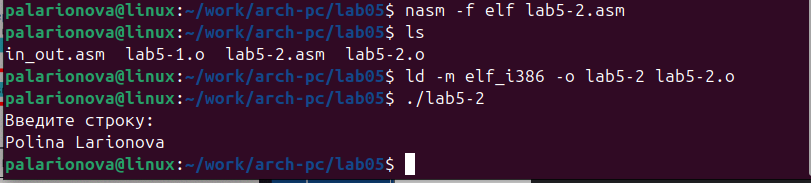 palarionova@linux:~/work/arch-pc/lab05$ nasm -f elf lab5-2.asm
palarionova@linux:~/work/arch-pc/lab05$ ls
in_out.asm  lab5-1.o  lab5-2.asm  lab5-2.o
palarionova@linux:~/work/arch-pc/lab05$ ld -m elf_i386 -o lab5-2 lab5-2.o
palarionova@linux:~/work/arch-pc/lab05$ ./lab5-2
Введите строку:
Polina Larionova
palarionova@linux:~/work/arch-pc/lab05$